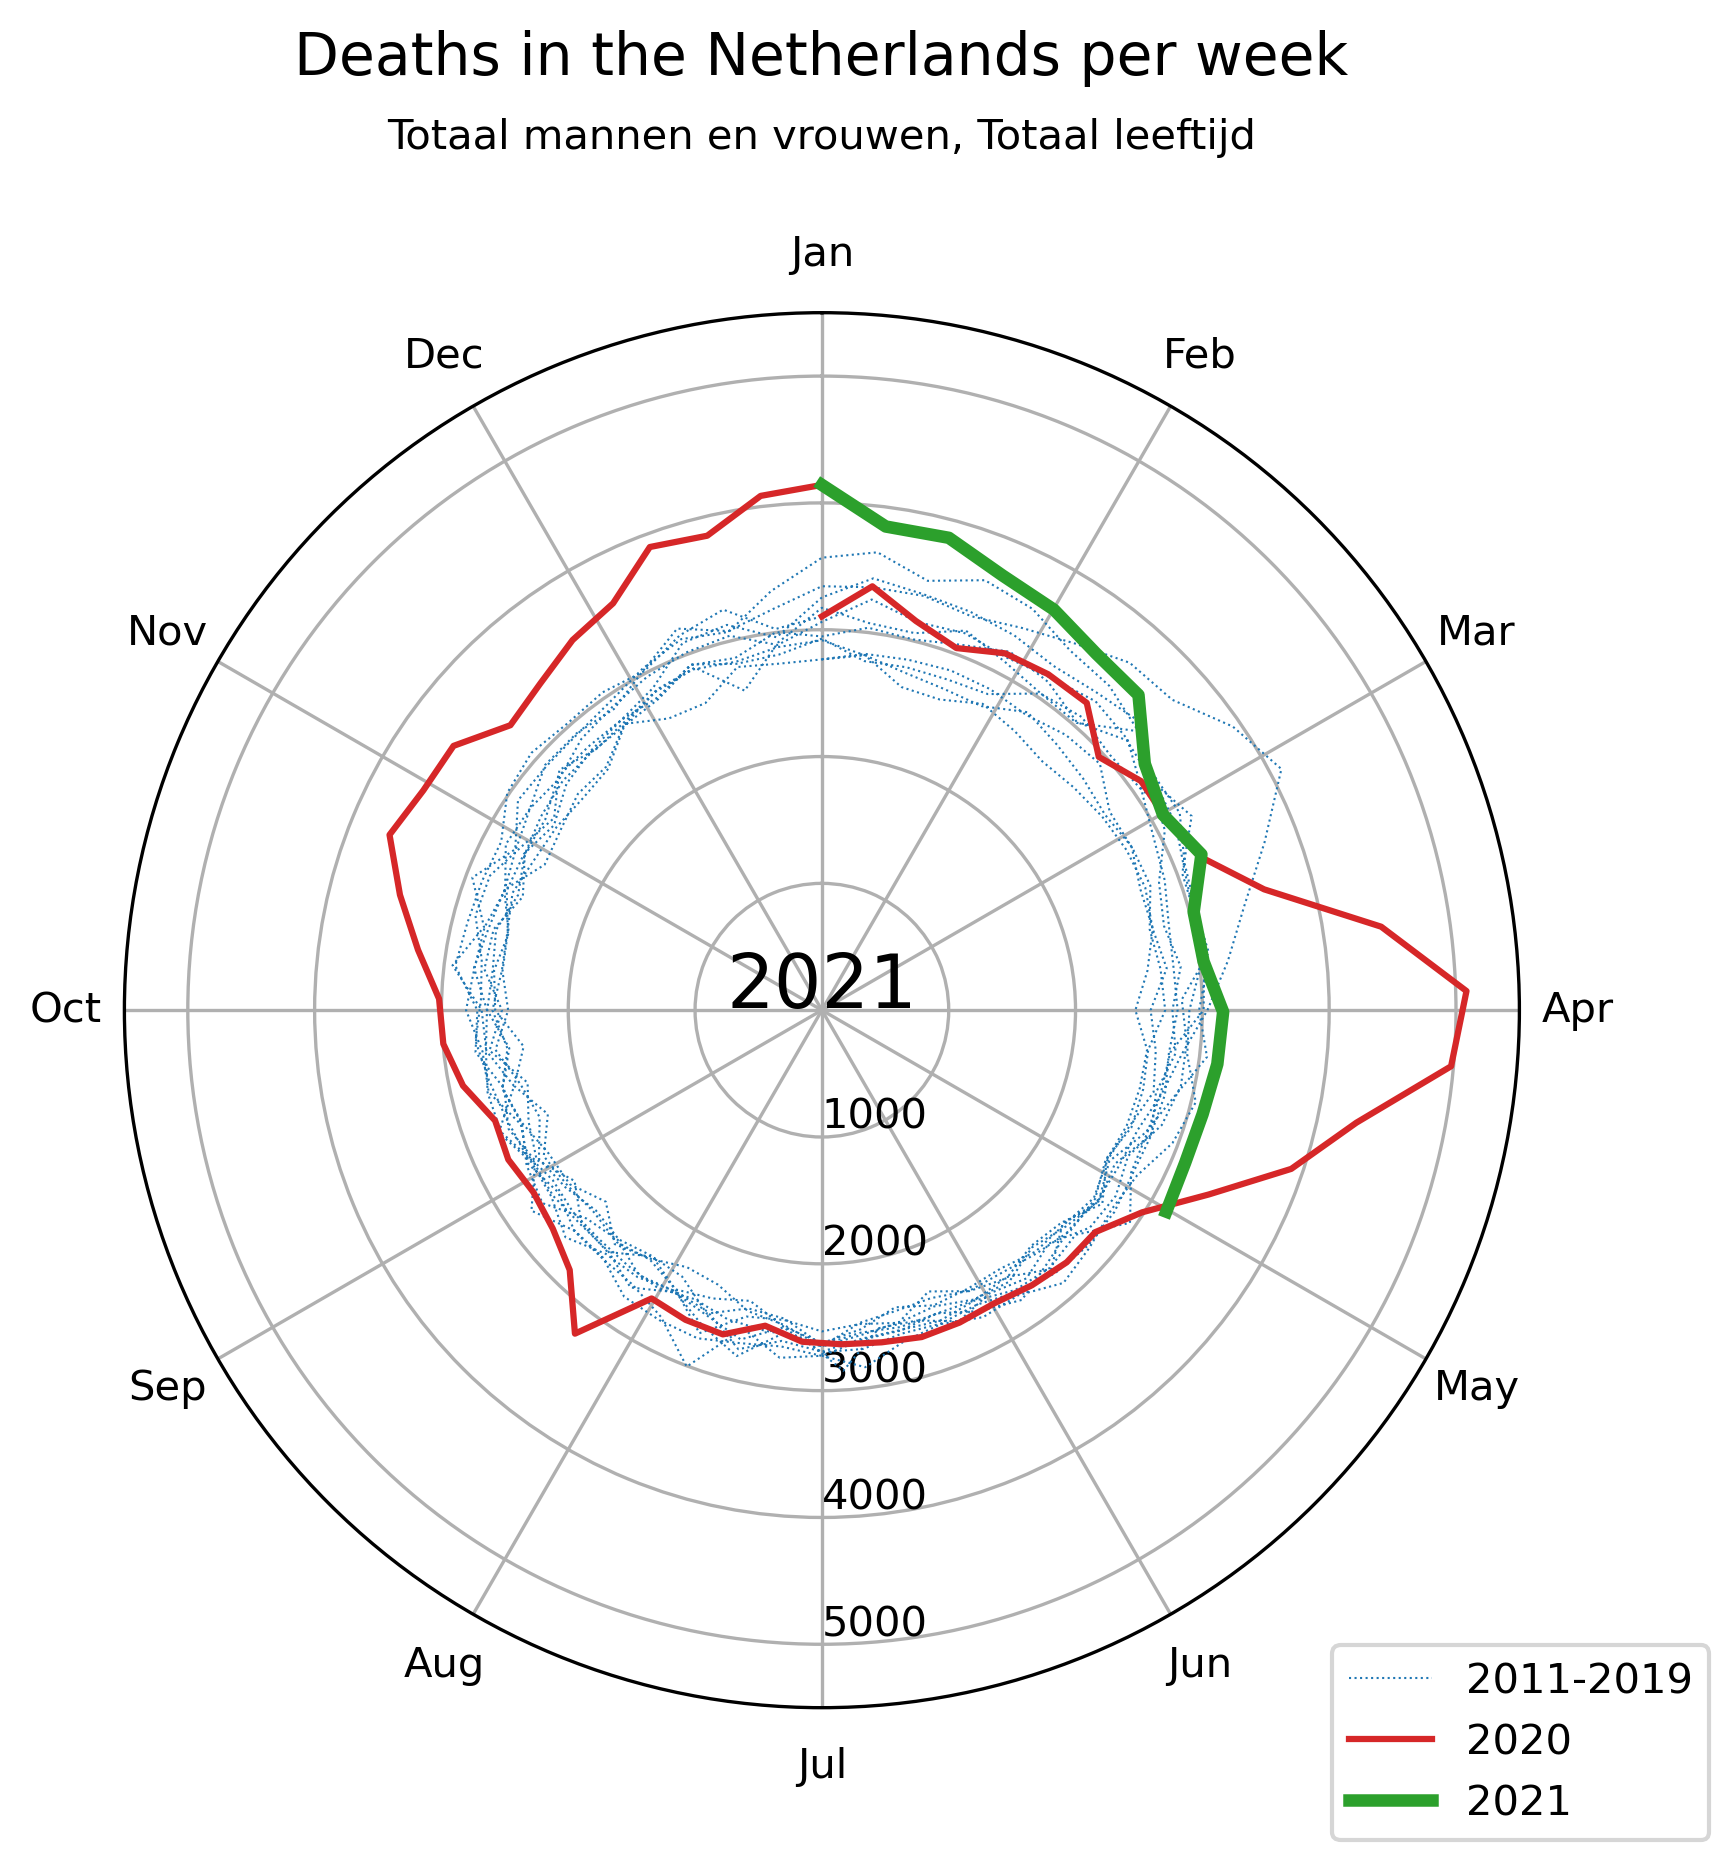 Deaths in the Netherlands per week
Totaal mannen en vrouwen, Totaal leeftijd
Jan
Dec
Feb
Nov
Mar
2021
Oct
Apr
1000
2000
3000
Sep
May
4000
5000
Aug
Jun
Jul
2011-2019
2020
2021